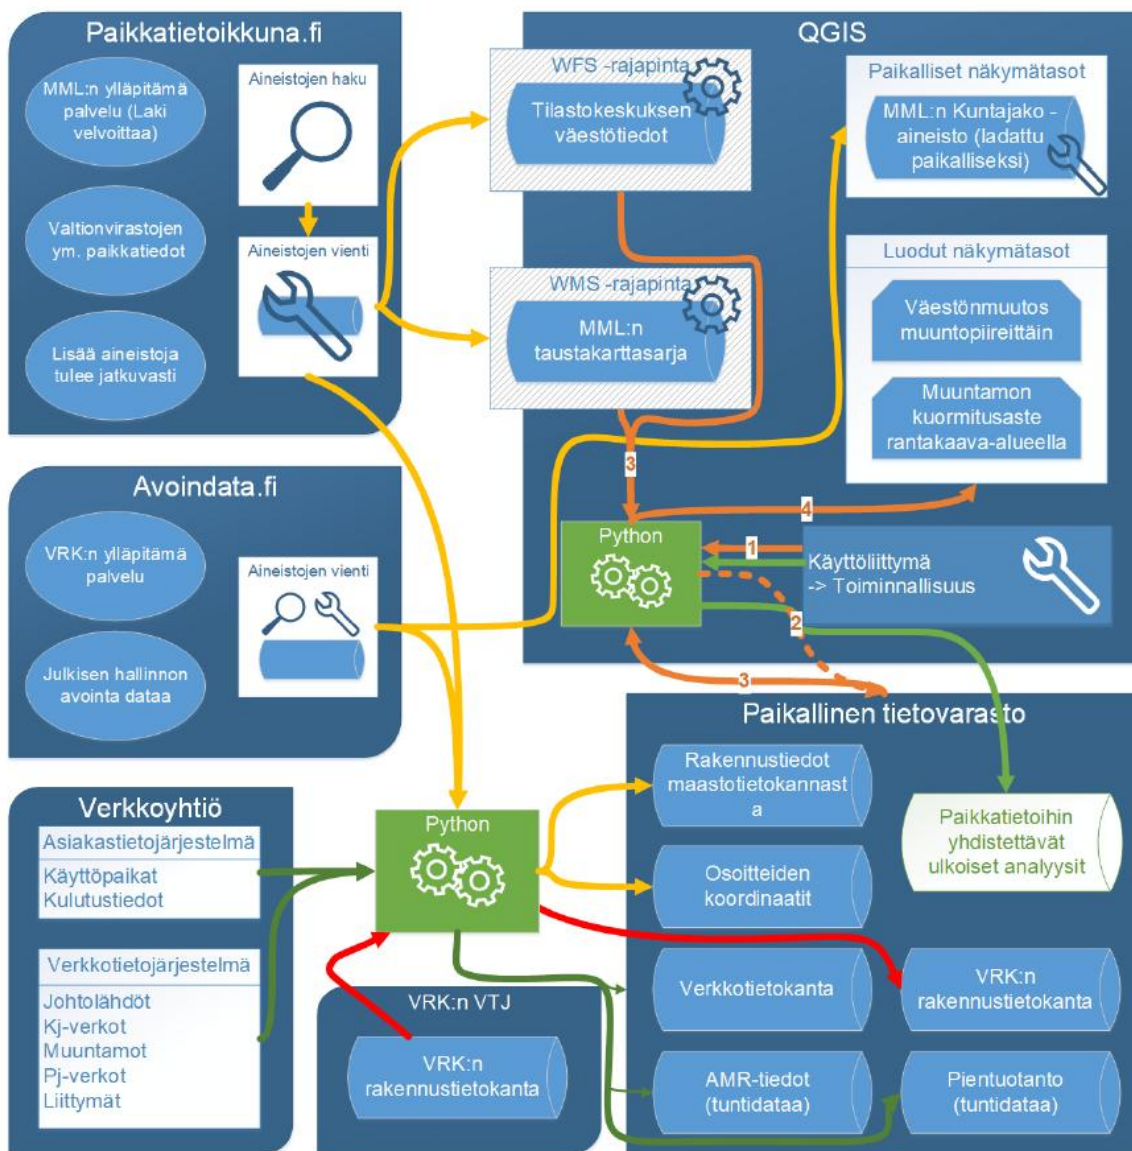 Paikkatietoikkuna.fi
MML:n ylläpitämä
palvelu (Laki
velvoittaa)
Valtionvirastojen
ym. paikkatiedot
Lisää aineistoja
tulee jatkuvasti
Aineistojen haku
Aineistojen vienti
QGIS
WFS -rajapinta
Tilastokeskuksen
väestötiedot
WMS -rajapinta
MML:n
taustakarttasarja
Paikalliset näkymätasot
MML:n Kuntajako -
aineisto (ladattu
paikalliseksi)
Luodut näkymätasot
Väestönmuutos
muuntopiireittäin
Muuntamon
kuormitusaste
rantakaava-alueella
3
4
Python
1
Käyttöliittymä
-> Toiminnallisuus
2
3
Avoindata.fi
VRK:n ylläpitämä
palvelu
Julkisen hallinnon
avointa dataa
Aineistojen vienti
Verkkoyhtiö
Asiakastietojärjestelmä
Käyttöpaikat
Kulutustiedot
Verkkotietojärjestelmä
Johtolähdöt
Kj-verkot
Muuntamot
Pj-verkot
Liittymät
Python
VRK:n VTJ
VRK:n
rakennustietokanta
Paikallinen tietovarasto
Rakennustiedot
maastotietokannast
a
Osoitteiden
koordinaatit
Paikkatietoihin
yhdistettävät
ulkoiset analyysit
Verkkotietokanta
VRK:n
rakennustietokanta
AMR-tiedot
(tuntidataa)
Pientuotanto
(tuntidataa)